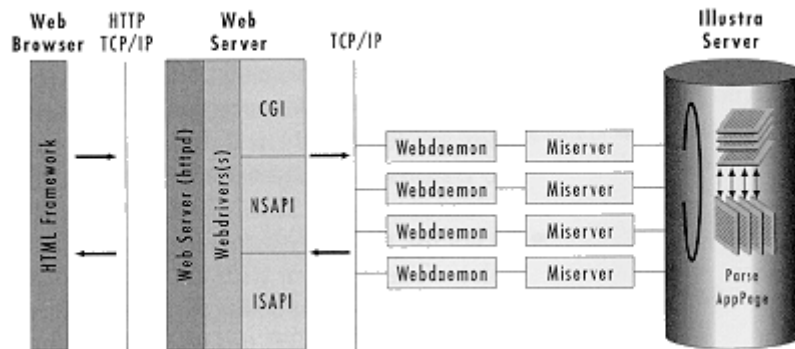 Web
Browser
HTTP
TCP/IP
Web
Server
TCP/IP
Illustra
Server
HTML Framework
Web Server (httpd)
Webdrivers(s)
CGI
NSAPI
ISAPI
Webdaemon
Miserver
Webdaemon
Miserver
Webdaemon
Miserver
Webdaemon
Miserver
Parse
AppPage